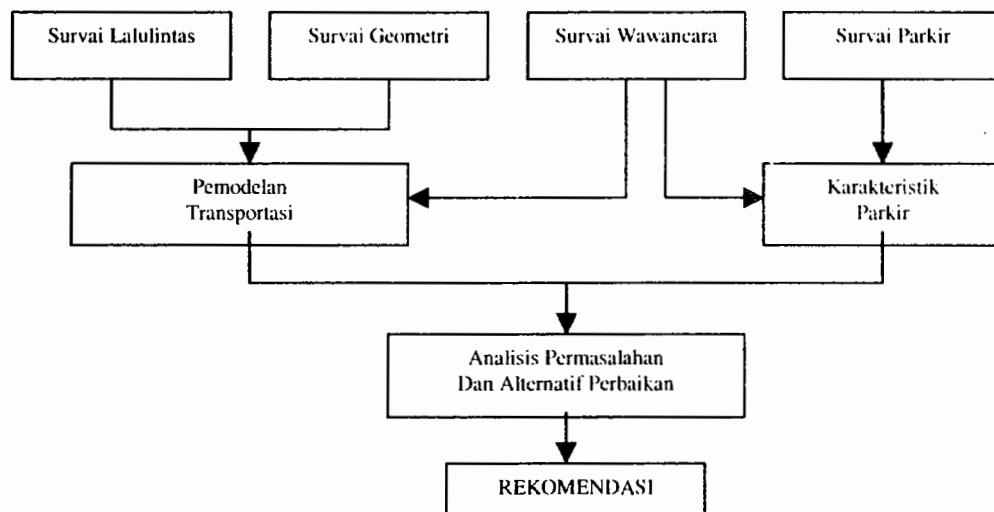 Survai Lalulintas
Survai Geometri
Survai Wawancara
Survai Parkir
Pemodelan
Transportasi
Karakteristik
Parkir
Analisis Permasalahan
Dan Alternatif Perbaikan
REKOMENDASI